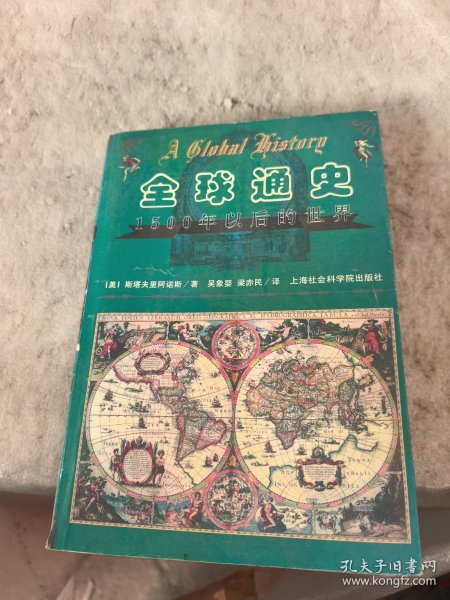 A Global History
全球通史
1500年以后的世界
[美] 斯塔夫里阿诺斯/著 吴象婴 梁赤民/译 上海社会科学院出版社
孔夫子旧书网
www.kongfz.com